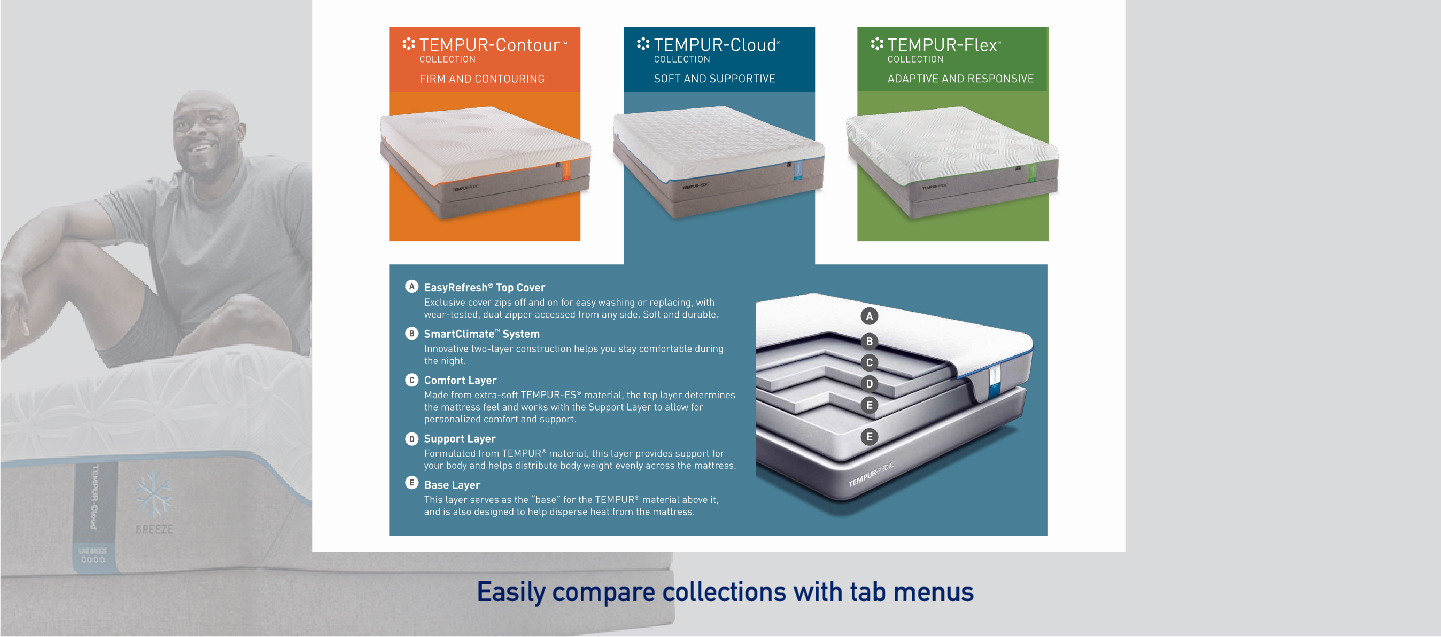 TEMPUR-Contour™
COLLECTION
FIRM AND CONTOURING
TEMPUR-Cloud®
COLLECTION
SOFT AND SUPPORTIVE
TEMPUR-Flex™
COLLECTION
ADAPTIVE AND RESPONSIVE
A EasyRefresh® Top Cover
Exclusive cover zips off and on for easy washing or replacing, with
wear-tested, dual zipper accessed from any side. Soft and durable.
B SmartClimate™ System
Innovative two-layer construction helps you stay comfortable during
the night.
C Comfort Layer
Made from extra-soft TEMPUR-ES® material, the top layer determines
the mattress feel and works with the Support Layer to allow for
personalized comfort and support.
D Support Layer
Formulated from TEMPUR® material, this layer provides support for
your body and helps distribute body weight evenly across the mattress.
E Base Layer
This layer serves as the "base" for the TEMPUR® material above it,
and is also designed to help disperse heat from the mattress.
A
B
C
D
E
E
TEMPUR-PEDIC
TEMPUR-Cloud
BREEZE
Easily compare collections with tab menus